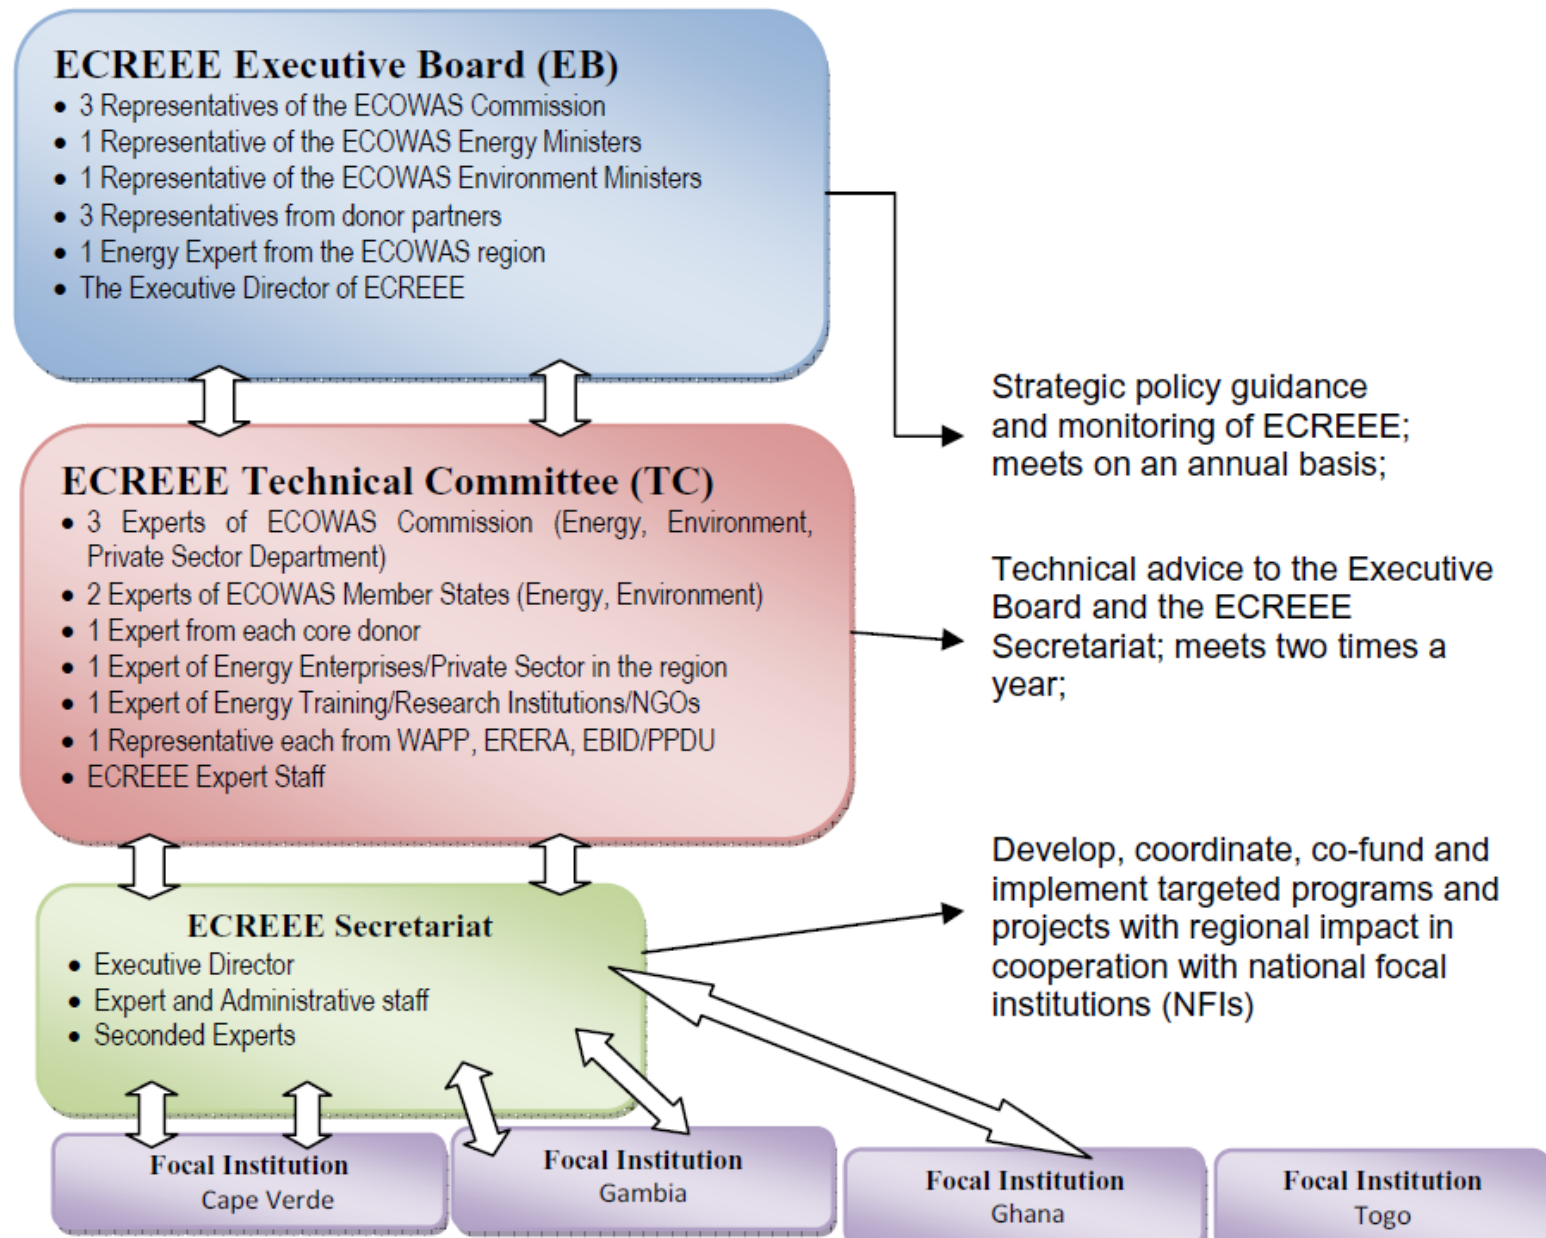 ECREEE Executive Board (EB)
• 3 Representatives of the ECOWAS Commission
• 1 Representative of the ECOWAS Energy Ministers
• 1 Representative of the ECOWAS Environment Ministers
• 3 Representatives from donor partners
• 1 Energy Expert from the ECOWAS region
• The Executive Director of ECREEE
Strategic policy guidance
and monitoring of ECREEE;
meets on an annual basis;
ECREEE Technical Committee (TC)
• 3 Experts of ECOWAS Commission (Energy, Environment,
Private Sector Department)
• 2 Experts of ECOWAS Member States (Energy, Environment)
• 1 Expert from each core donor
• 1 Expert of Energy Enterprises/Private Sector in the region
• 1 Expert of Energy Training/Research Institutions/NGOs
• 1 Representative each from WAPP, ERERA, EBID/PPDU
• ECREEE Expert Staff
Technical advice to the Executive
Board and the ECREEE
Secretariat; meets two times a
year;
ECREEE Secretariat
• Executive Director
• Expert and Administrative staff
• Seconded Experts
Develop, coordinate, co-fund and
implement targeted programs and
projects with regional impact in
cooperation with national focal
institutions (NFIs)
Focal Institution
Cape Verde
Focal Institution
Gambia
Focal Institution
Ghana
Focal Institution
Togo